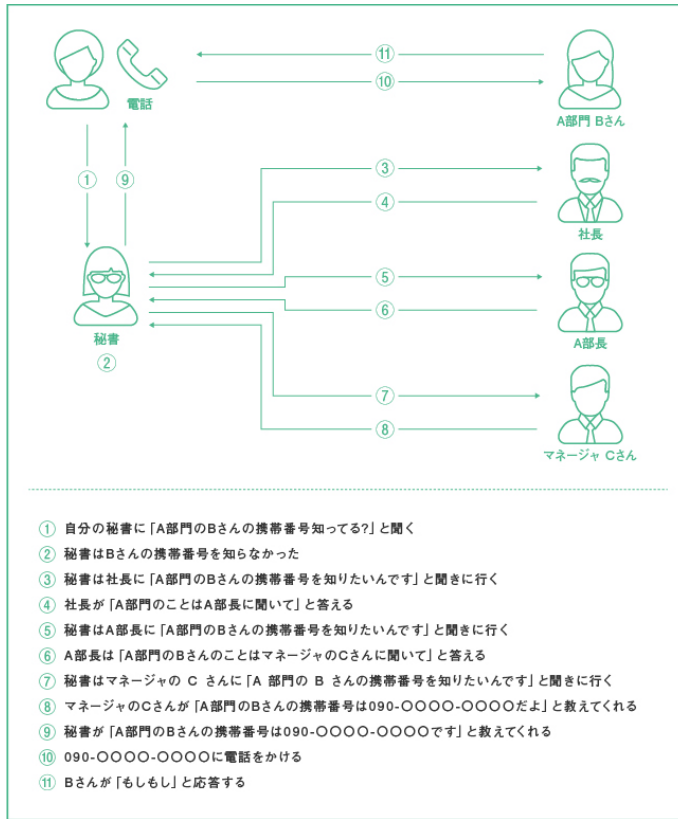 ⑪
⑩
電話
A部門 Bさん
①
⑨
③
④
社長
⑤
⑥
秘書
A部長
②
⑦
⑧
マネージャ Cさん
① 自分の秘書に「A部門のBさんの携帯番号知ってる?」と聞く
② 秘書はBさんの携帯番号を知らなかった
③ 秘書は社長に「A部門のBさんの携帯番号を知りたいんです」と聞きに行く
④ 社長が「A部門のことはA部長に聞いて」と答える
⑤ 秘書はA部長に「A部門のBさんの携帯番号を知りたいんです」と聞きに行く
⑥ A部長は「A部門のBさんのことはマネージャのCさんに聞いて」と答える
⑦ 秘書はマネージャの C さんに「A 部門の B さんの携帯番号を知りたいんです」と聞きに行く
⑧ マネージャのCさんが「A部門のBさんの携帯番号は090-〇〇〇〇-〇〇〇〇だよ」と教えてくれる
⑨ 秘書が「A部門のBさんの携帯番号は090-〇〇〇〇-〇〇〇〇です」と教えてくれる
⑩ 090-〇〇〇〇-〇〇〇〇に電話をかける
⑪ Bさんが「もしもし」と応答する